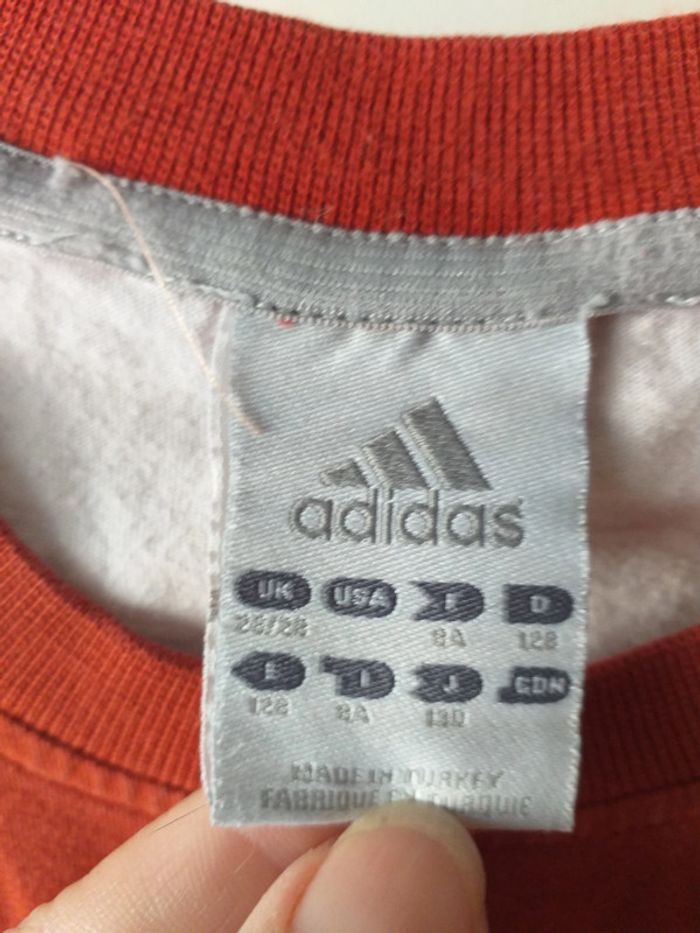 adidas
UK USA F D
26/28 8A 128
E I J CDN
128 8A 130
MADE IN TURKEY
FABRIQUE EN TURQUIE